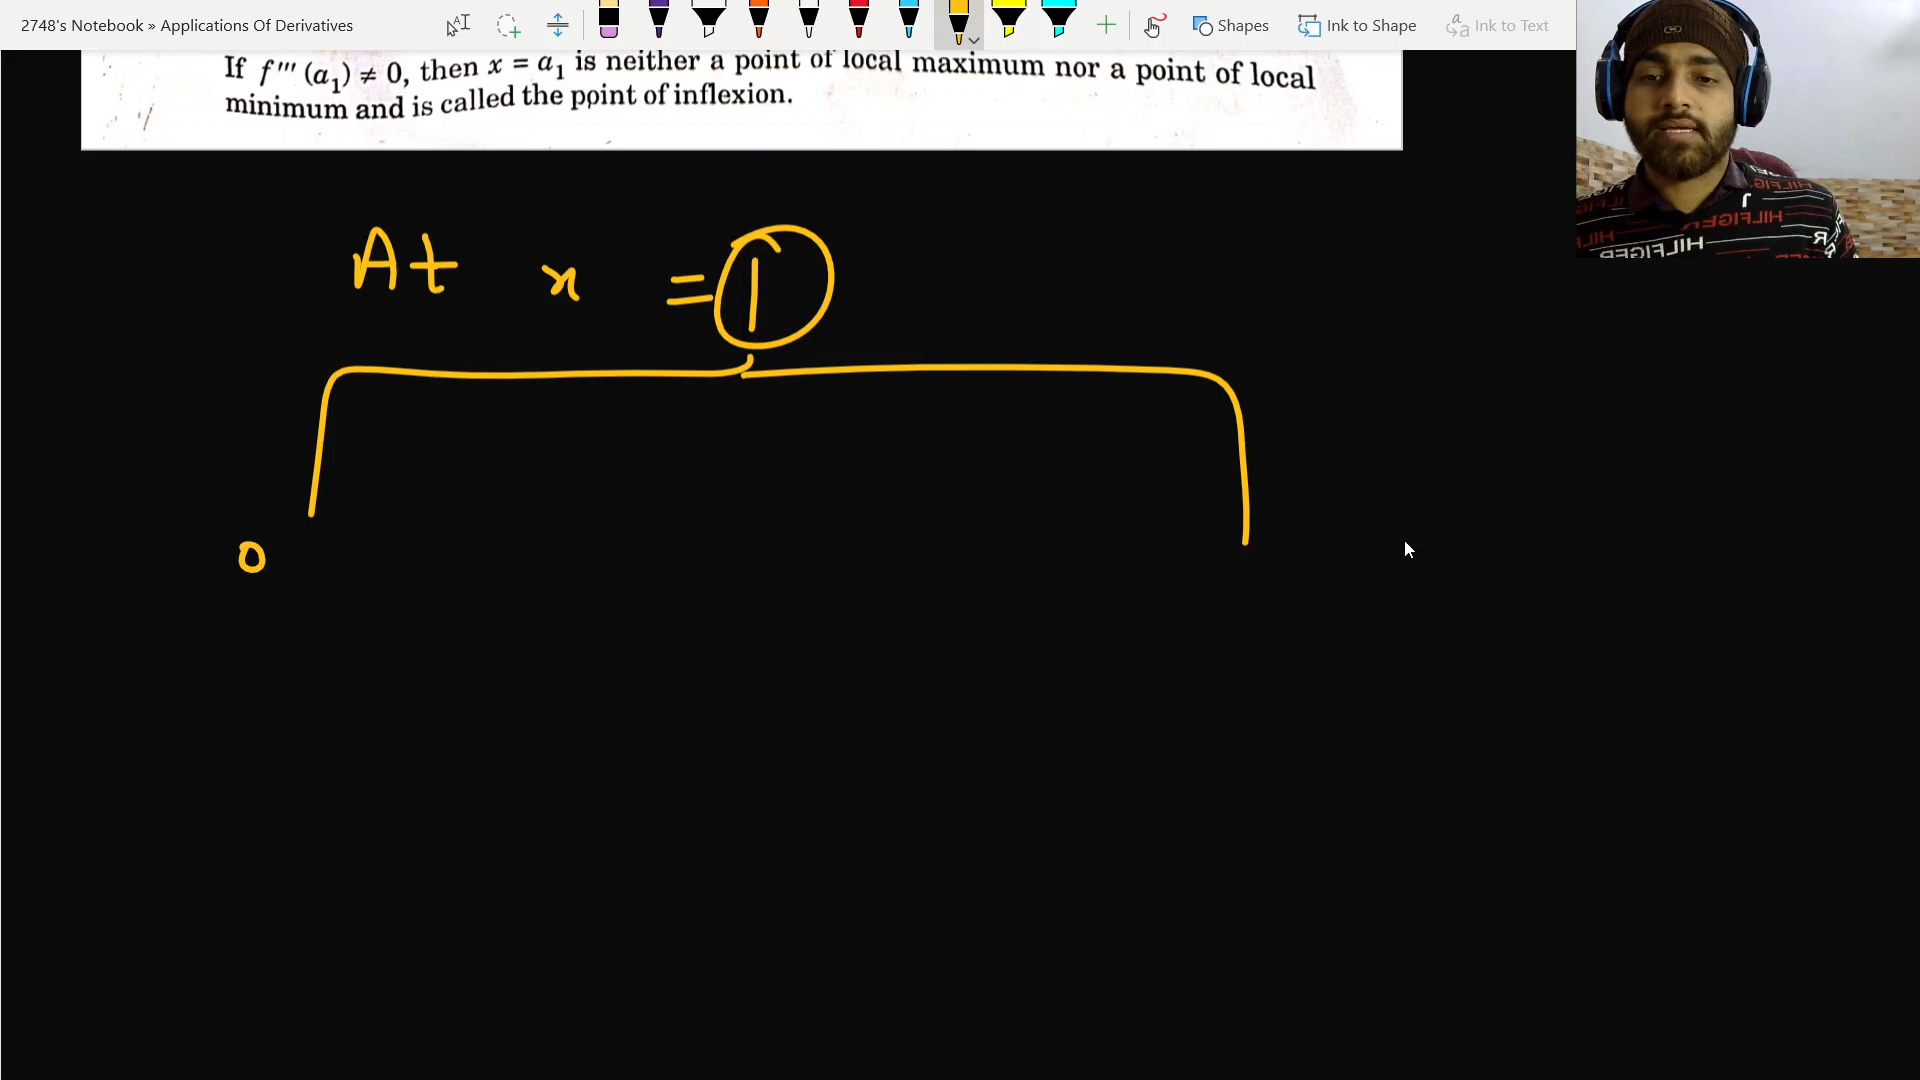 2748's Notebook » Applications Of Derivatives
Shapes
Ink to Shape
Ink to Text
If f''' (a₁) ≠ 0, then x = a₁ is neither a point of local maximum nor a point of local
minimum and is called the point of inflexion.
At x = 1
0
HILFIGER
HILFIGER